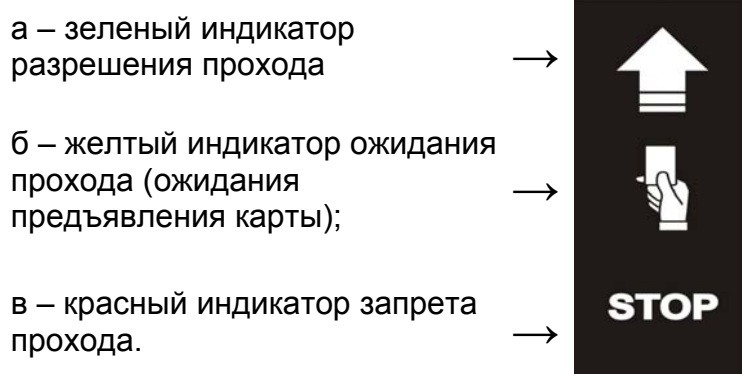 а – зеленый индикатор
разрешения прохода
б – желтый индикатор ожидания
прохода (ожидания
предъявления карты);
в – красный индикатор запрета
прохода.
STOP